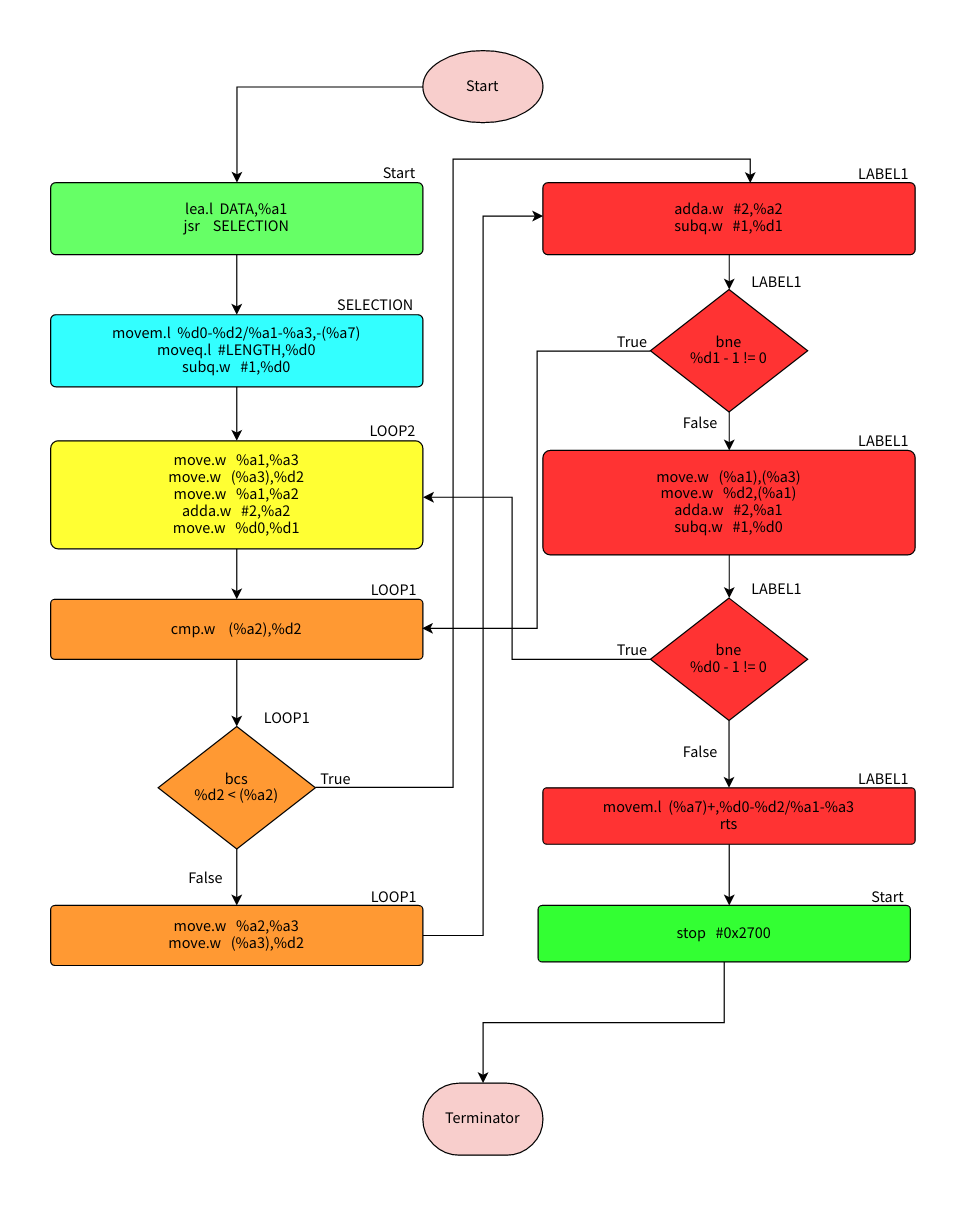 Start
Start
lea.l DATA,%a1
jsr SELECTION
SELECTION
movem.l %d0-%d2/%a1-%a3,-(%a7)
moveq.l #LENGTH,%d0
subq.w #1,%d0
LOOP2
move.w %a1,%a3
move.w (%a3),%d2
move.w %a1,%a2
adda.w #2,%a2
move.w %d0,%d1
LOOP1
cmp.w (%a2),%d2
LOOP1
bcs
%d2 < (%a2)
True
False
LOOP1
move.w %a2,%a3
move.w (%a3),%d2
LABEL1
adda.w #2,%a2
subq.w #1,%d1
LABEL1
bne
%d1 - 1 != 0
True
False
LABEL1
move.w (%a1),(%a3)
move.w %d2,(%a1)
adda.w #2,%a1
subq.w #1,%d0
LABEL1
bne
%d0 - 1 != 0
True
False
LABEL1
movem.l (%a7)+,%d0-%d2/%a1-%a3
rts
Start
stop #0x2700
Terminator